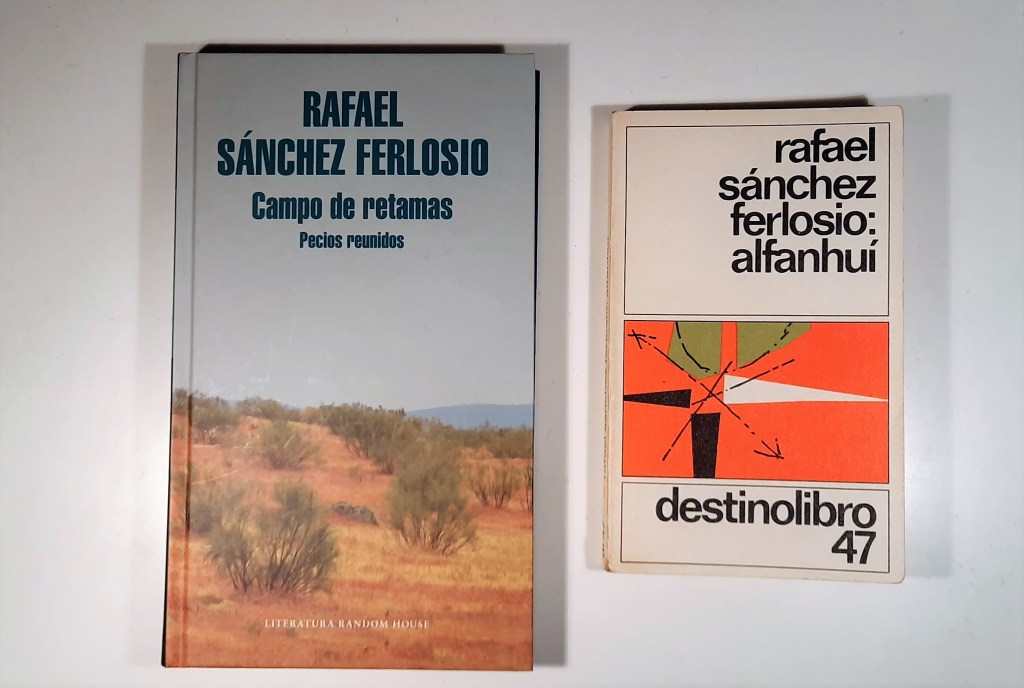 RAFAEL
SÁNCHEZ FERLOSIO
Campo de retamas
Pecios reunidos
LITERATURA RANDOM HOUSE
rafael
sánchez
ferlosio:
alfanhuí
destinolibro
47